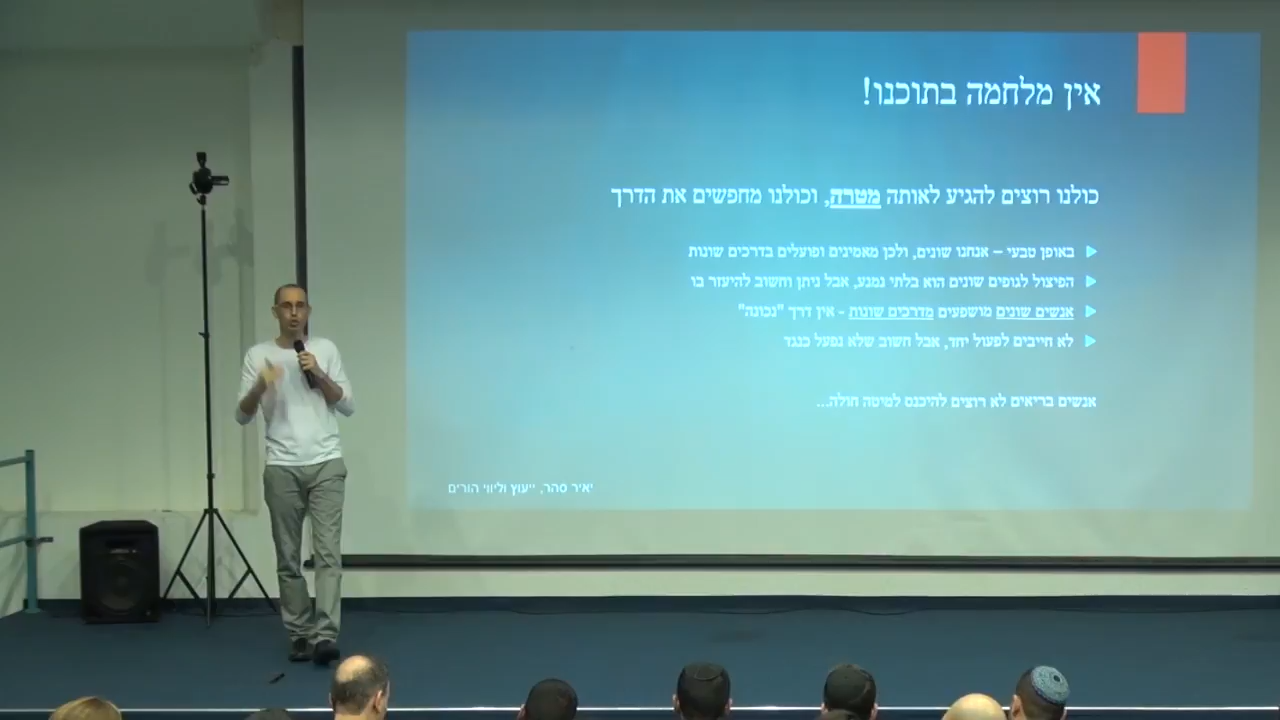 אין מלחמה בתוכנו!
כולנו רוצים להגיע לאותה מטרה, וכולנו מחפשים את הדרך
באופן טבעי – אנחנו שונים, ולכן מאמינים ופועלים בדרכים שונות
הפיצול לגופים שונים הוא בלתי נמנע, אבל ניתן וחשוב להיעזר בו
אנשים שונים מושפעים מדרכים שונות - אין דרך "נכונה"
לא חייבים לפעול יחד, אבל חשוב שלא נפעל כנגד
אנשים בריאים לא רוצים להיכנס למיטה חולה...
יאיר סהר, ייעוץ וליווי הורים